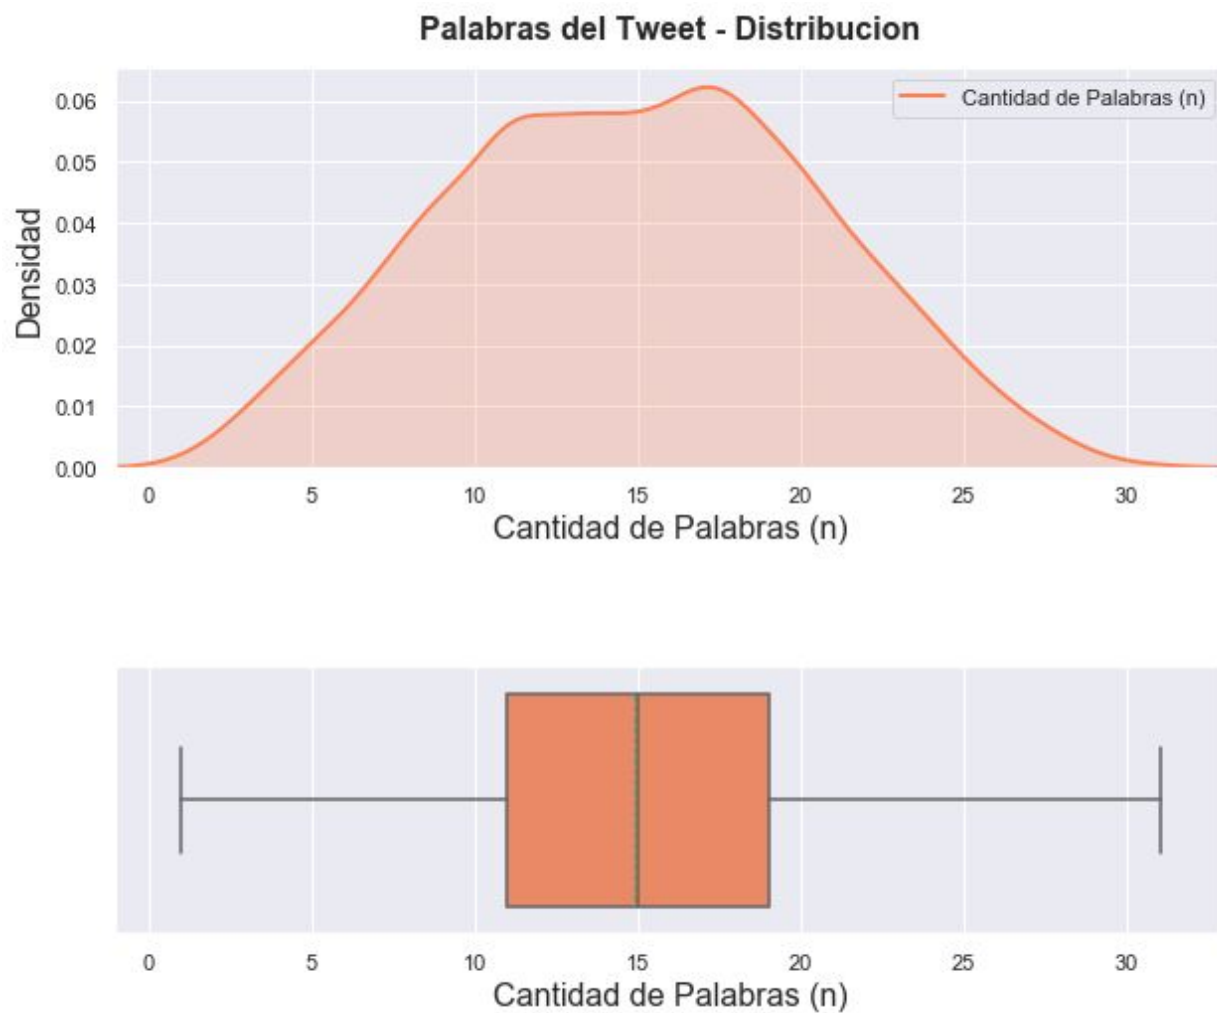 Palabras del Tweet - Distribucion
Cantidad de Palabras (n)
Densidad
0.06
0.05
0.04
0.03
0.02
0.01
0.00
0 5 10 15 20 25 30
Cantidad de Palabras (n)
0 5 10 15 20 25 30
Cantidad de Palabras (n)